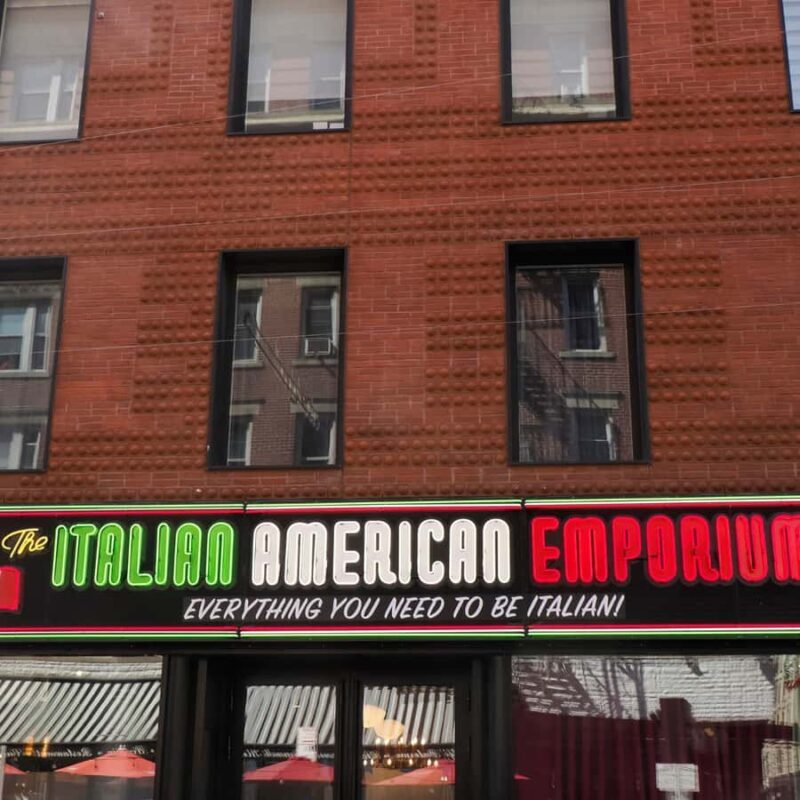 The ITALIAN AMERICAN EMPORIUM
EVERYTHING YOU NEED TO BE ITALIAN!